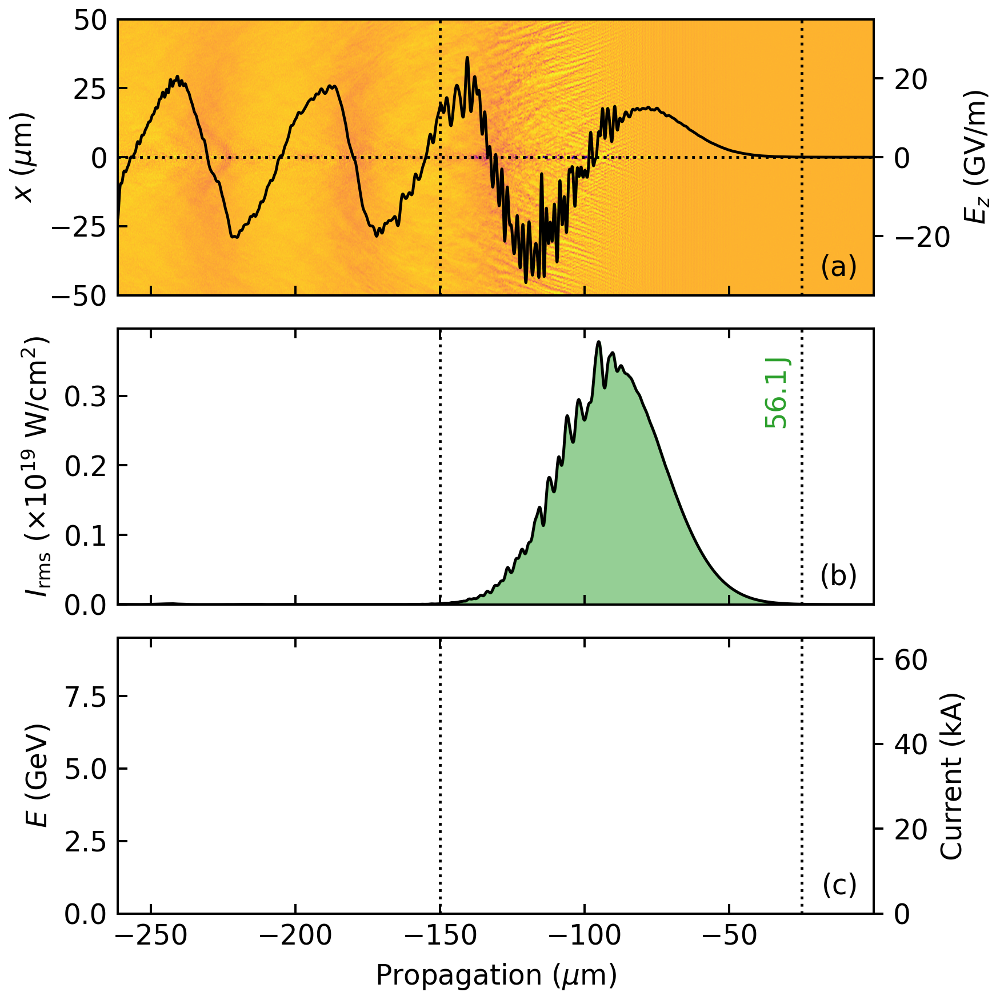 50
25
0
−25
−50
x (μm)
20
0
−20
E_z (GV/m)
(a)
0.3
0.2
0.1
0.0
I_rms (×10^19 W/cm^2)
56.1 J
(b)
7.5
5.0
2.5
0.0
E (GeV)
60
40
20
0
Current (kA)
(c)
−250 −200 −150 −100 −50
Propagation (μm)